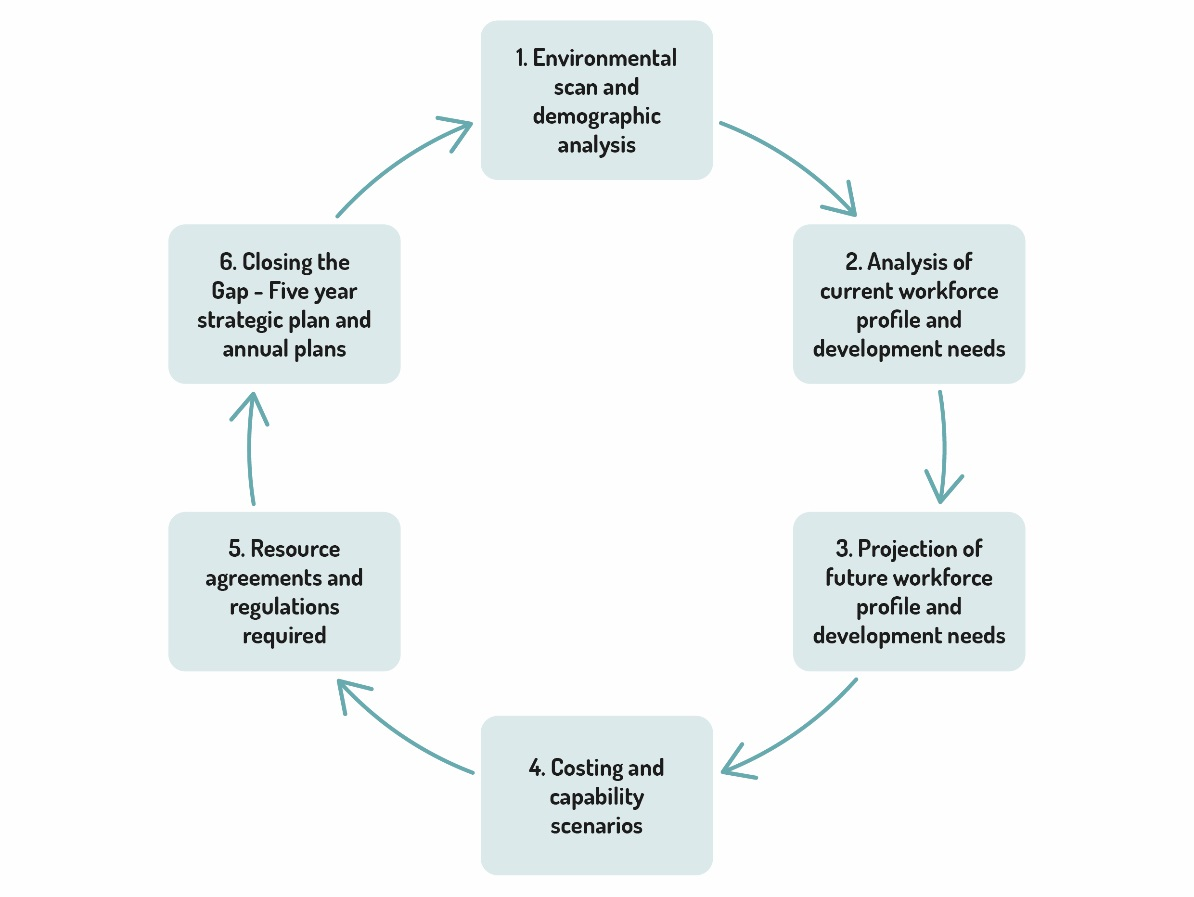 1. Environmental
scan and
demographic
analysis
2. Analysis of
current workforce
profile and
development needs
3. Projection of
future workforce
profile and
development needs
4. Costing and
capability
scenarios
5. Resource
agreements and
regulations
required
6. Closing the
Gap - Five year
strategic plan and
annual plans